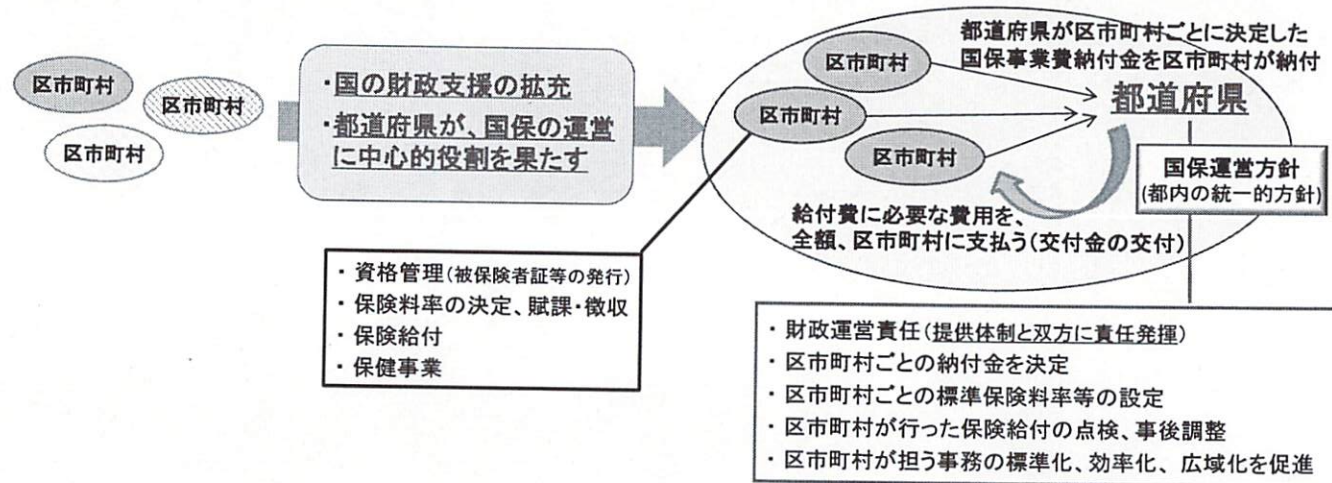 区市町村
区市町村
区市町村
・国の財政支援の拡充
・都道府県が、国保の運営
に中心的役割を果たす
都道府県が区市町村ごとに決定した
国保事業費納付金を区市町村が納付
区市町村
区市町村
区市町村
都道府県
国保運営方針
(都内の統一的方針)
給付費に必要な費用を、
全額、区市町村に支払う(交付金の交付)
・ 資格管理(被保険者証等の発行)
・ 保険料率の決定、賦課・徴収
・ 保険給付
・ 保健事業
・ 財政運営責任(提供体制と双方に責任発揮)
・ 区市町村ごとの納付金を決定
・ 区市町村ごとの標準保険料率等の設定
・ 区市町村が行った保険給付の点検、事後調整
・ 区市町村が担う事務の標準化、効率化、広域化を促進